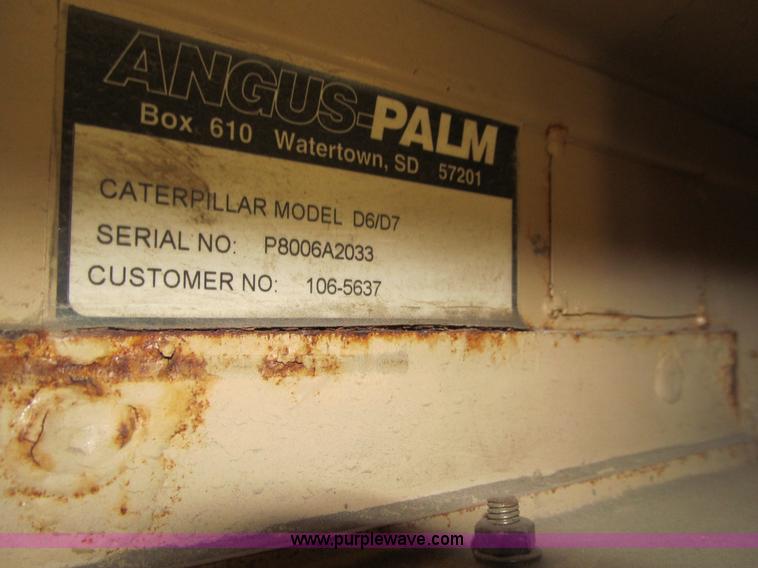 ANGUS-PALM
Box 610 Watertown, SD 57201
CATERPILLAR MODEL D6/D7
SERIAL NO: P8006A2033
CUSTOMER NO: 106-5637
www.purplewave.com